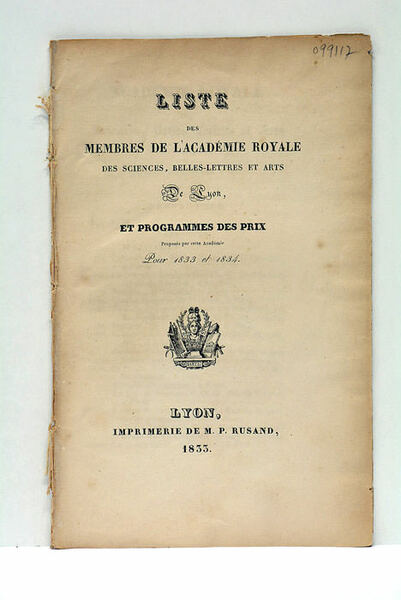 099112
LISTE
DES
MEMBRES DE L'ACADÉMIE ROYALE
DES SCIENCES, BELLES-LETTRES ET ARTS
De Lyon,
ET PROGRAMMES DES PRIX
Proposés par cette Académie
Pour 1833 et 1834.
LYON,
IMPRIMERIE DE M. P. RUSAND,
1833.